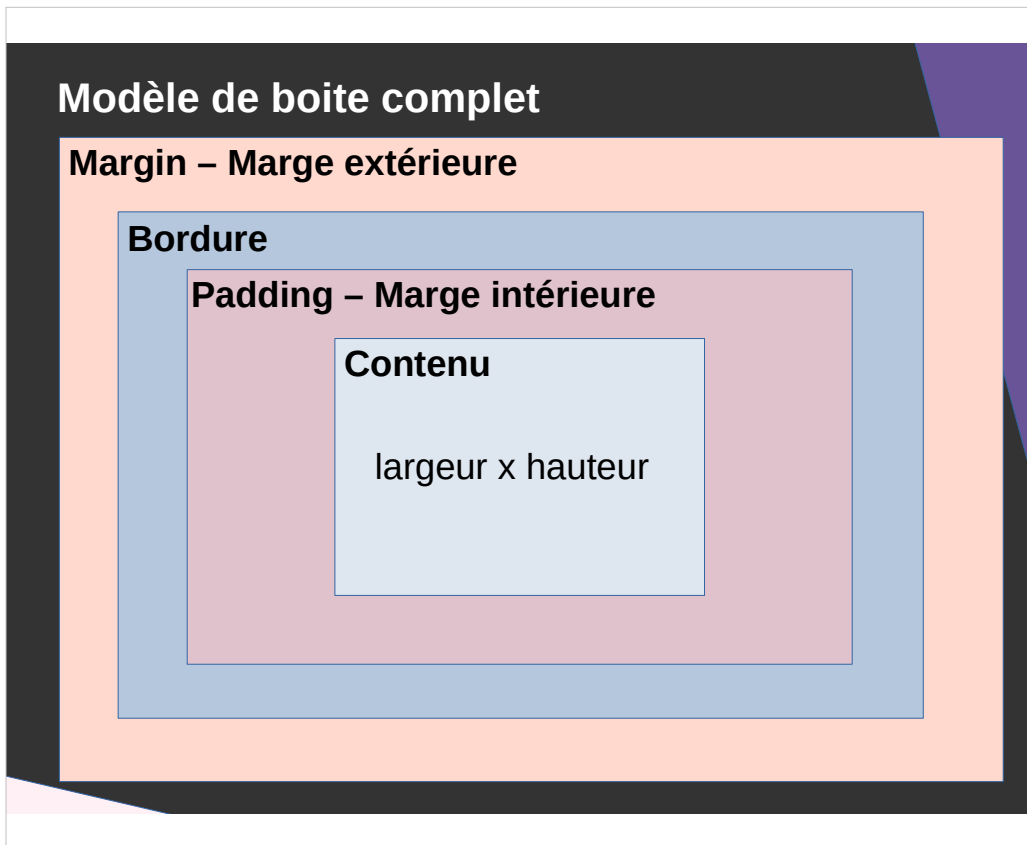 Modèle de boite complet
Margin – Marge extérieure
Bordure
Padding – Marge intérieure
Contenu
largeur x hauteur